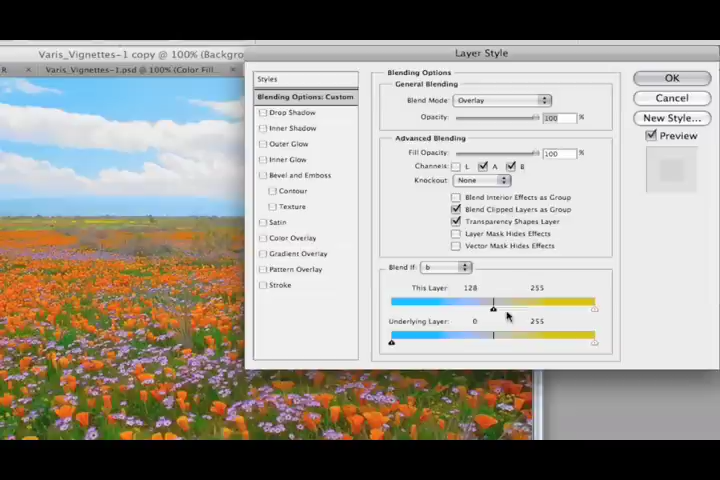 Varis_Vignettes-1 copy @ 100% (Backgro
R × Varis_Vignettes-1.psd @ 100% (Color Fill... ×
Layer Style
Styles
Blending Options: Custom
Drop Shadow
Inner Shadow
Outer Glow
Inner Glow
Bevel and Emboss
Contour
Texture
Satin
Color Overlay
Gradient Overlay
Pattern Overlay
Stroke
Blending Options
General Blending
Blend Mode: Overlay
Opacity: 100 %
Advanced Blending
Fill Opacity: 100 %
Channels: L A B
Knockout: None
Blend Interior Effects as Group
Blend Clipped Layers as Group
Transparency Shapes Layer
Layer Mask Hides Effects
Vector Mask Hides Effects
Blend If: b
This Layer: 128 255
Underlying Layer: 0 255
OK
Cancel
New Style...
Preview